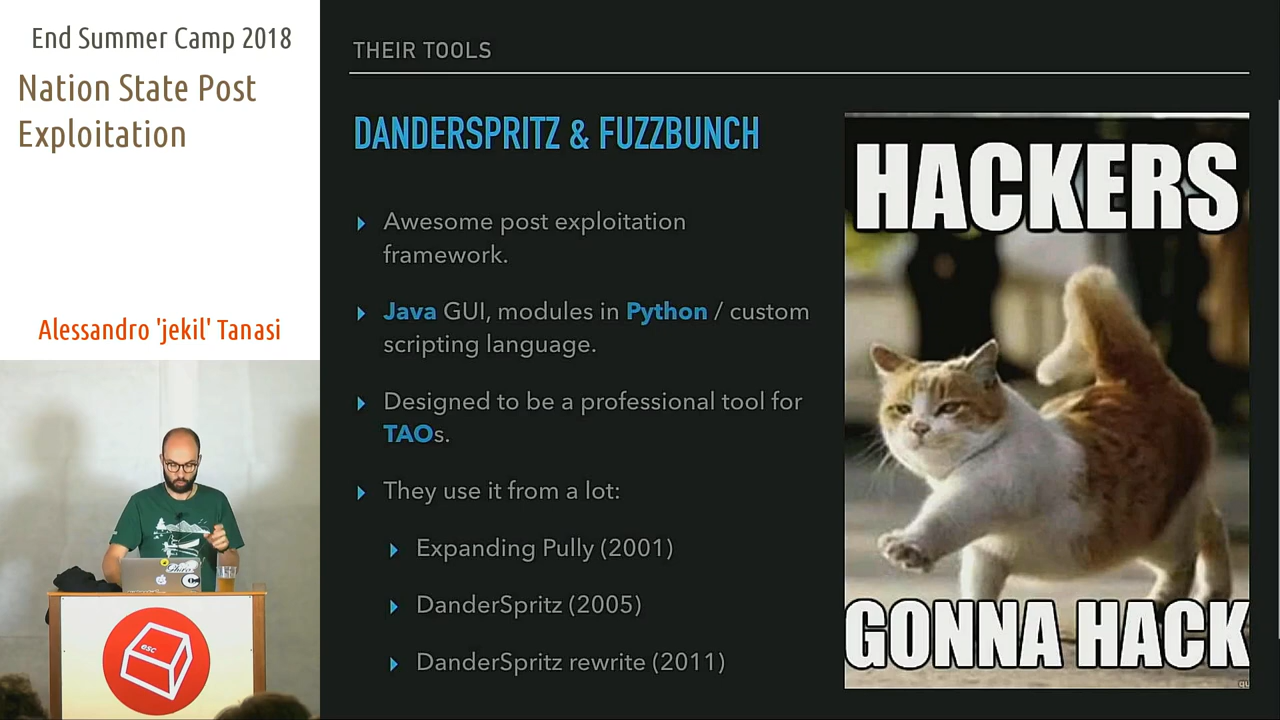 End Summer Camp 2018
Nation State Post
Exploitation
Alessandro 'jekil' Tanasi
esc
THEIR TOOLS
DANDERSPRITZ & FUZZBUNCH
Awesome post exploitation
framework.
Java GUI, modules in Python / custom
scripting language.
Designed to be a professional tool for
TAOs.
They use it from a lot:
Expanding Pully (2001)
DanderSpritz (2005)
DanderSpritz rewrite (2011)
HACKERS
GONNA HACK